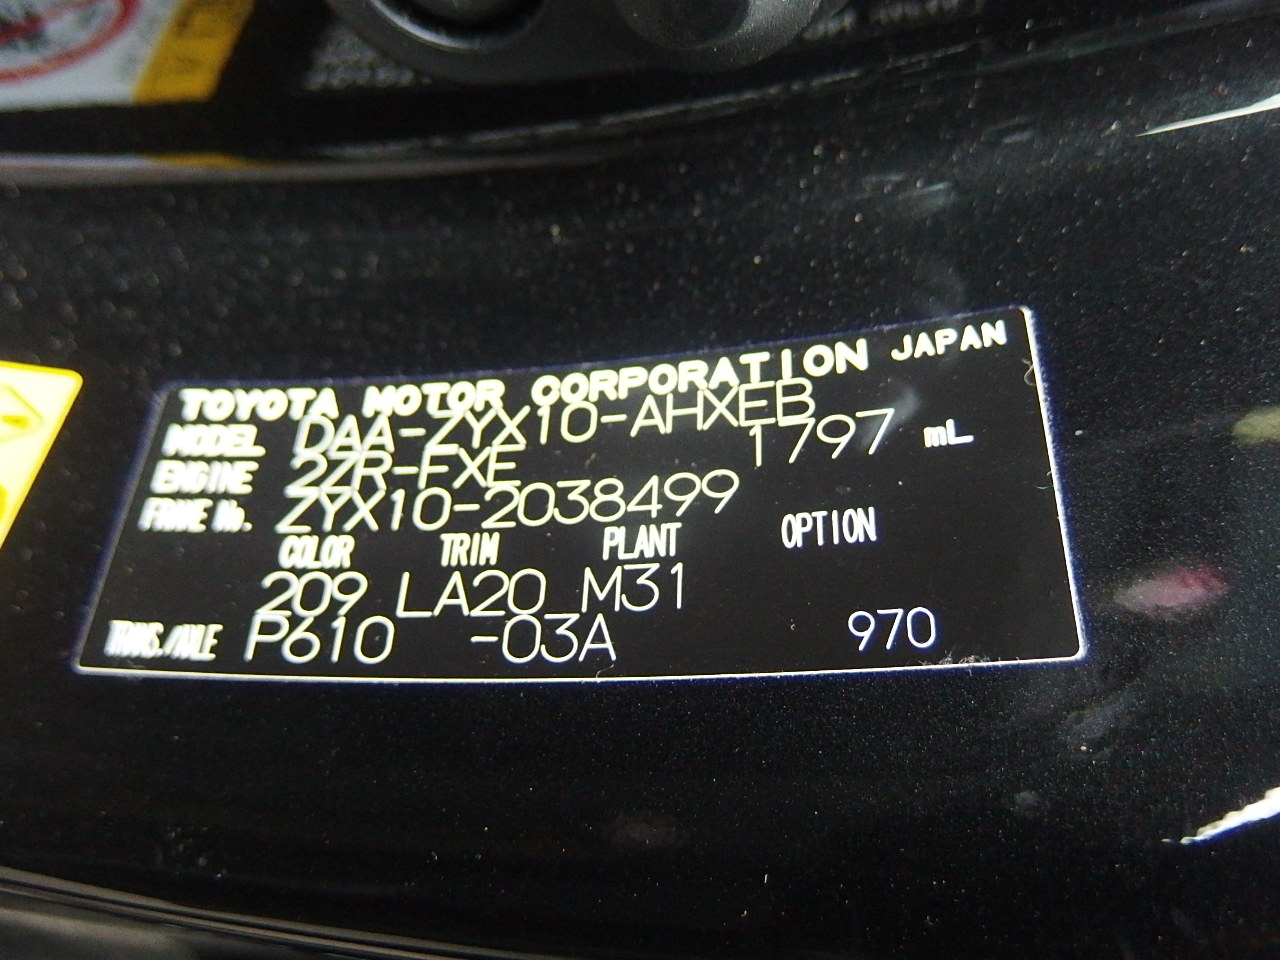 TOYOTA MOTOR CORPORATION JAPAN
MODEL DAA-ZYX10-AHXEB
ENGINE 2ZR-FXE 1797 mL
FRAME No. ZYX10-2038499
COLOR TRIM PLANT OPTION
209 LA20 M31
TRANS./AXLE P610 -03A 970